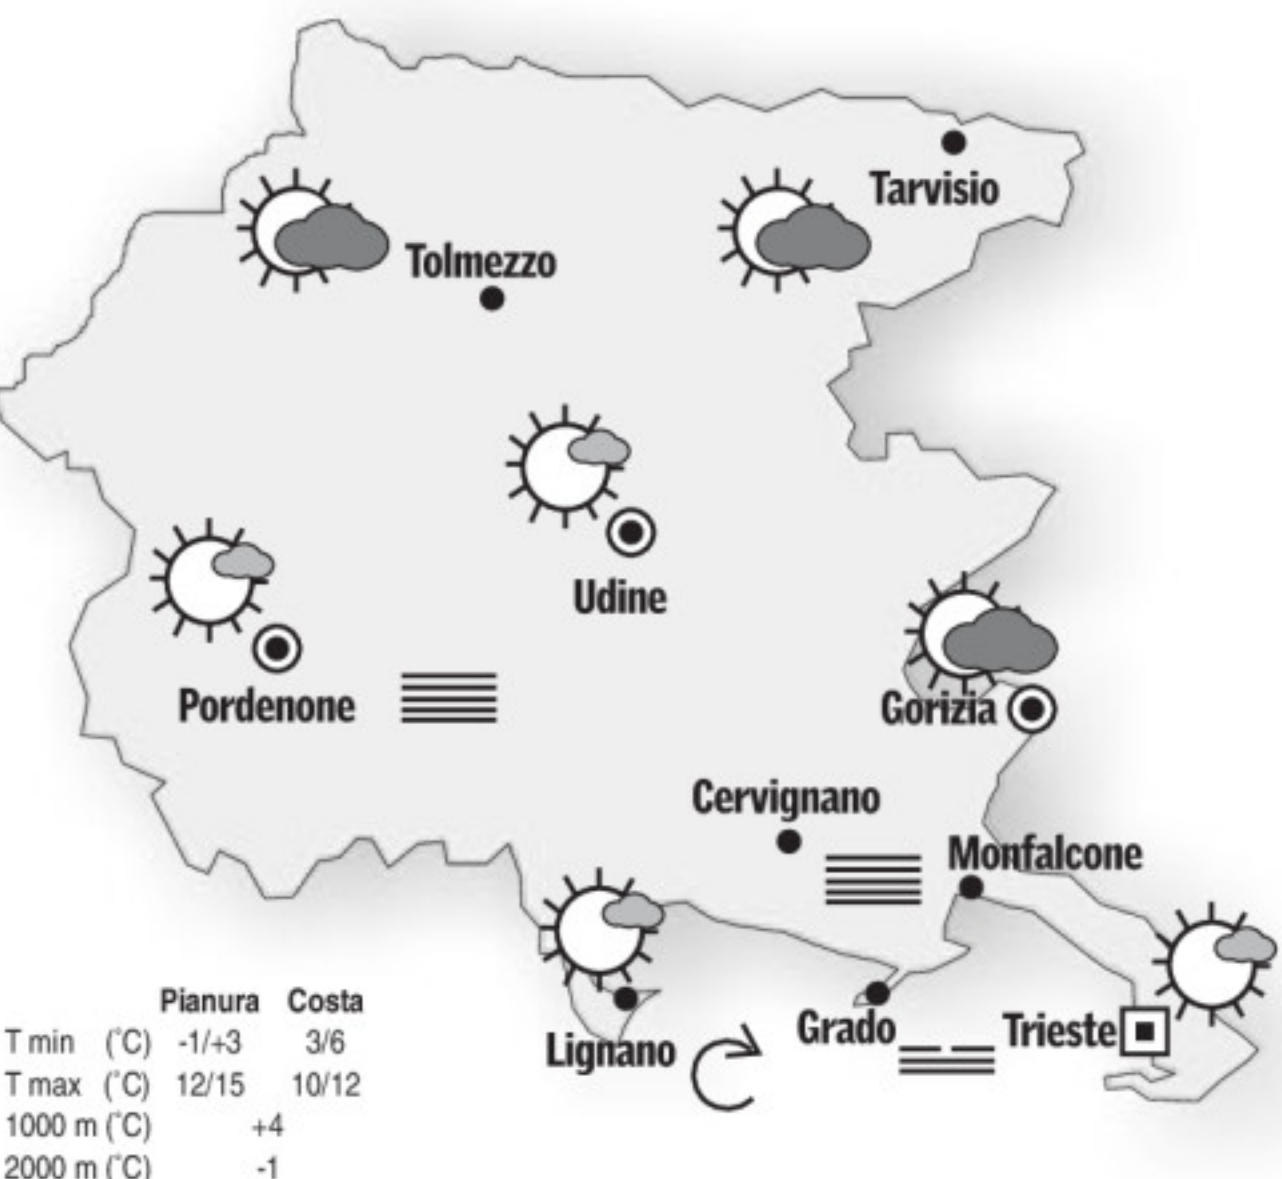 Tarvisio
Tolmezzo
Udine
Pordenone
Gorizia
Cervignano
Monfalcone
Grado
Trieste
Lignano
Pianura Costa
T min (°C) -1/+3 3/6
T max (°C) 12/15 10/12
1000 m (°C) +4
2000 m (°C) -1